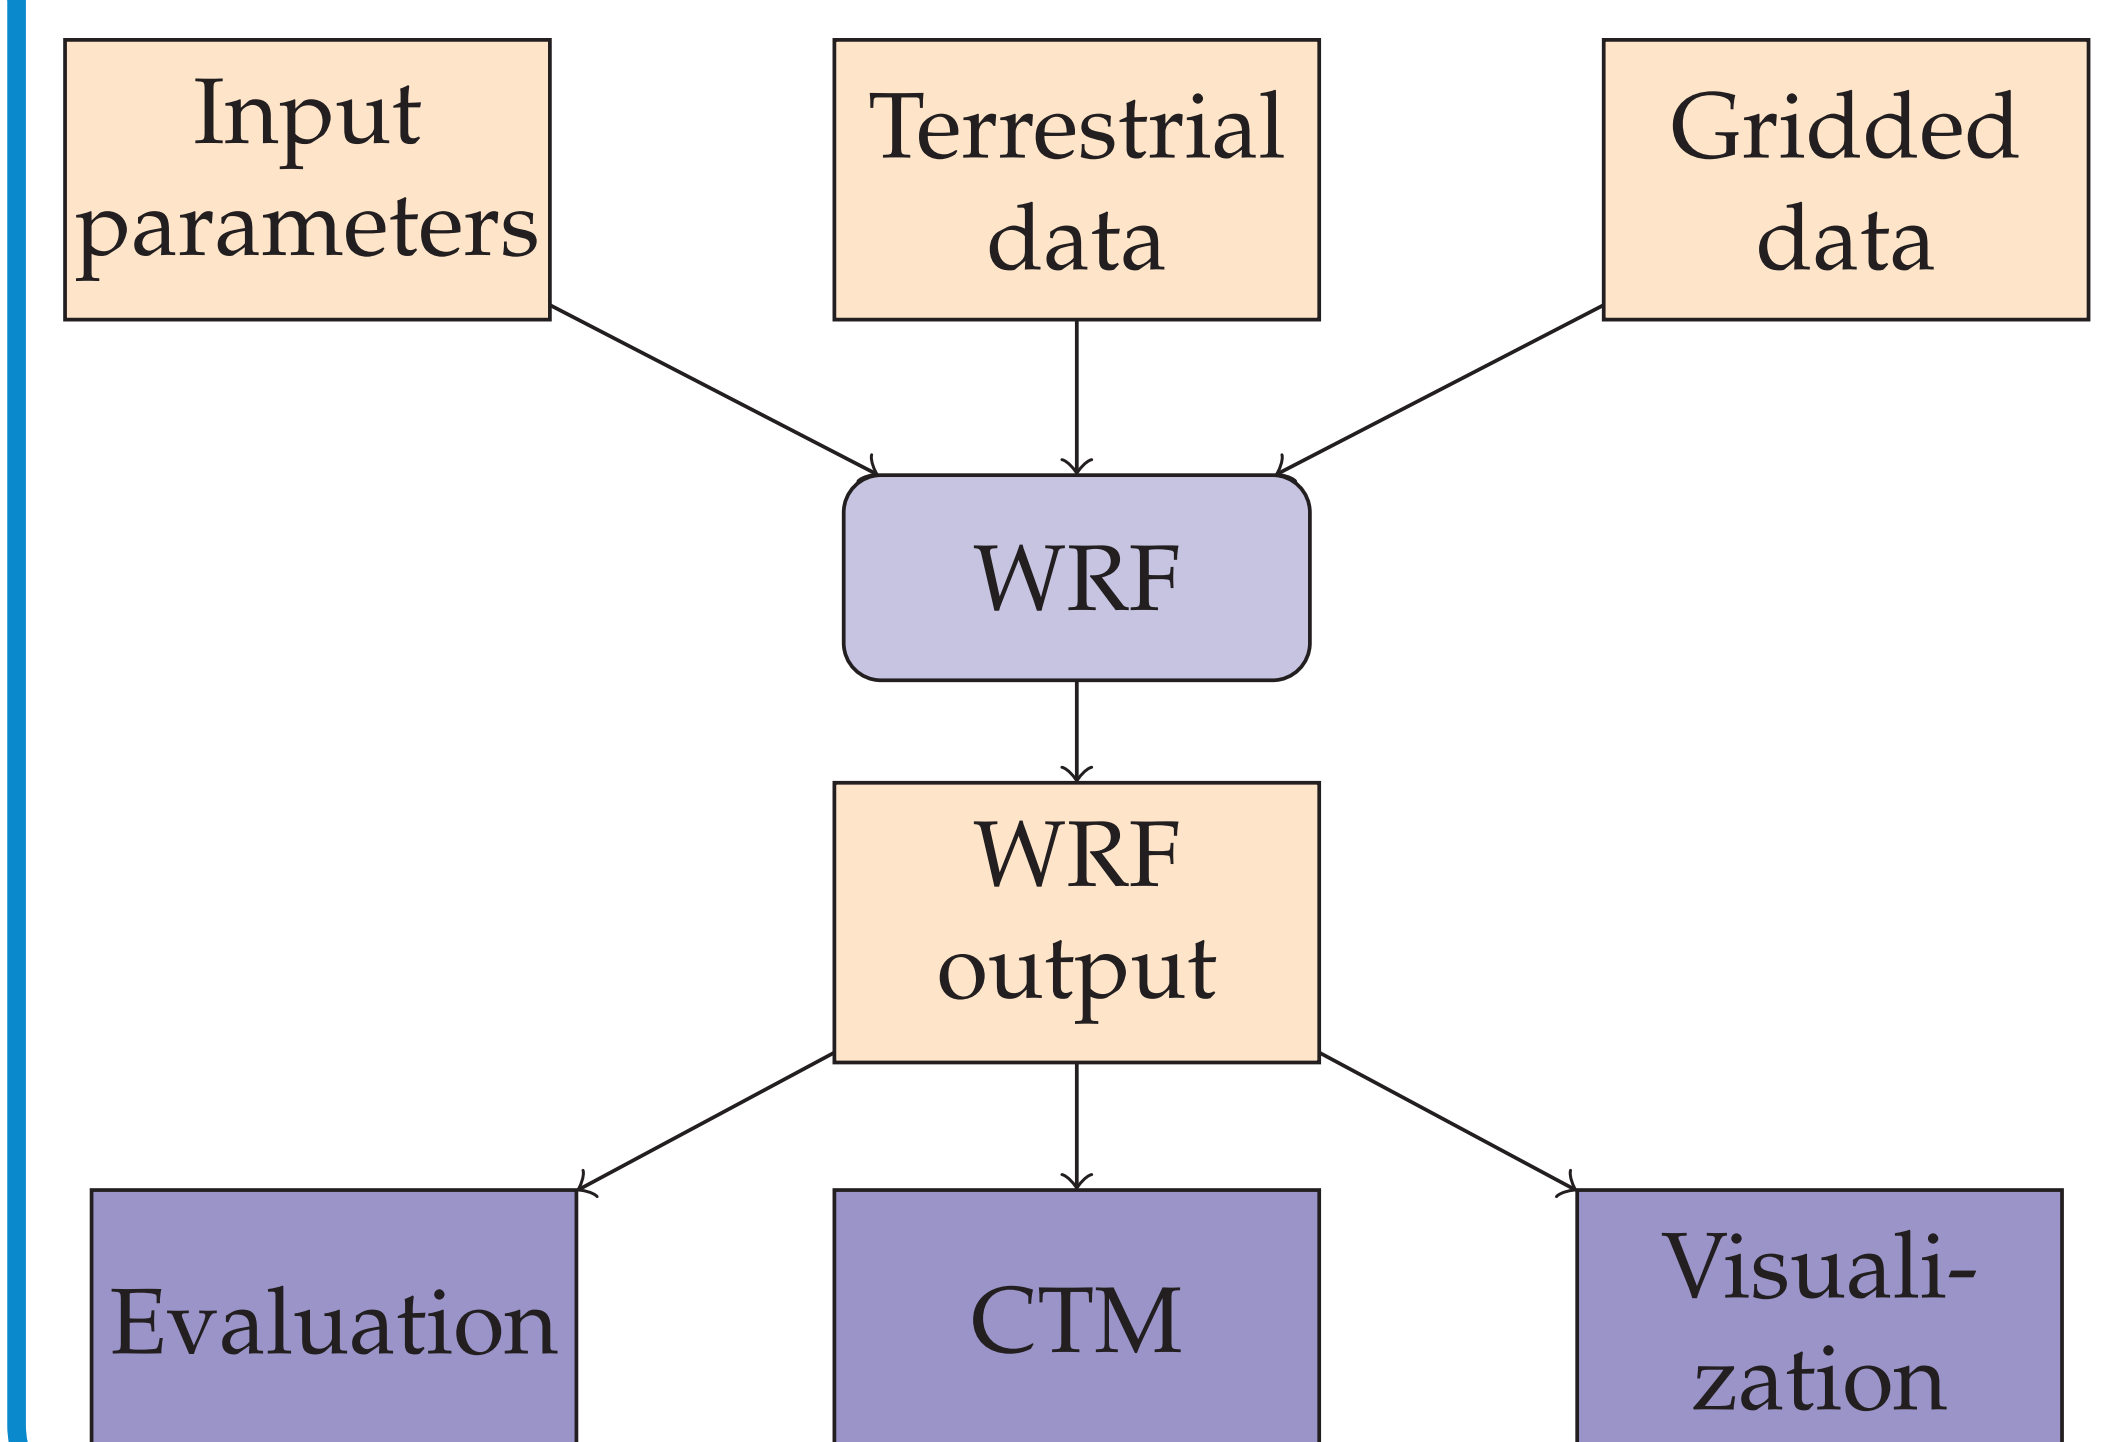 Input
parameters
Terrestrial
data
Gridded
data
WRF
WRF
output
Evaluation
CTM
Visuali-
zation